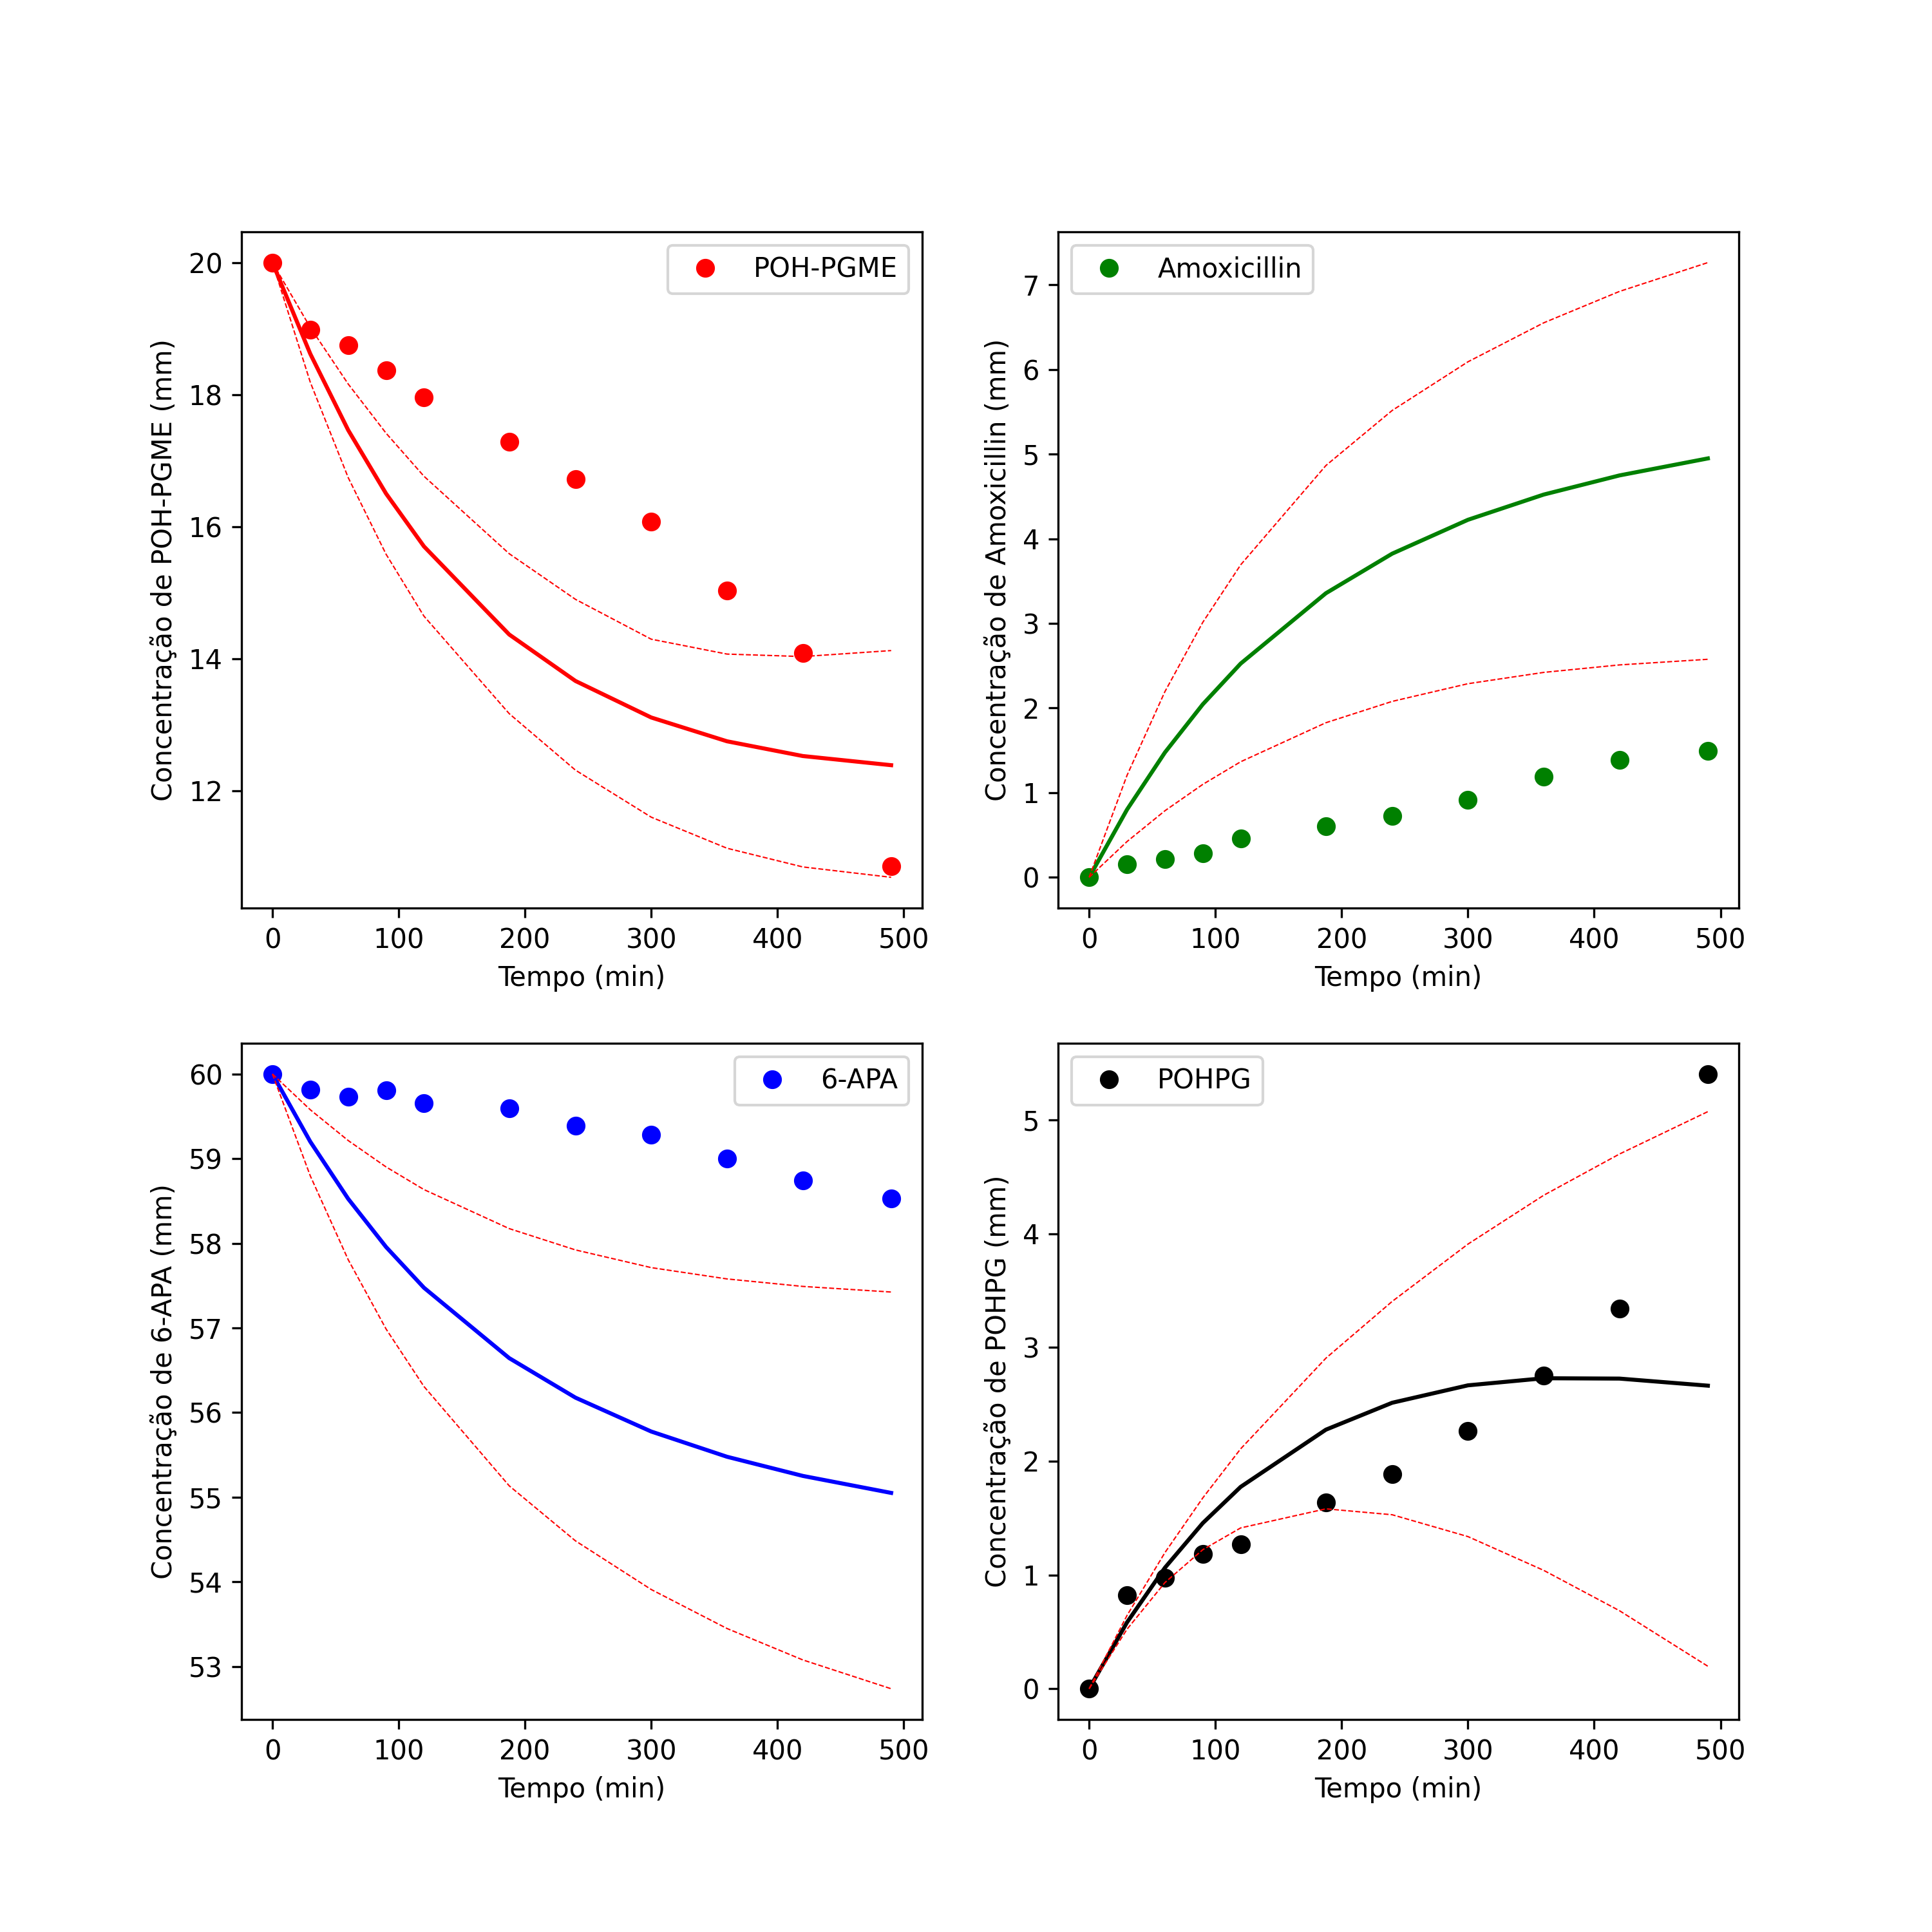 POH-PGME
Concentração de POH-PGME (mm)
20
18
16
14
12
0 100 200 300 400 500
Tempo (min)
Amoxicillin
Concentração de Amoxicillin (mm)
7
6
5
4
3
2
1
0
0 100 200 300 400 500
Tempo (min)
6-APA
Concentração de 6-APA (mm)
60
59
58
57
56
55
54
53
0 100 200 300 400 500
Tempo (min)
POHPG
Concentração de POHPG (mm)
5
4
3
2
1
0
0 100 200 300 400 500
Tempo (min)